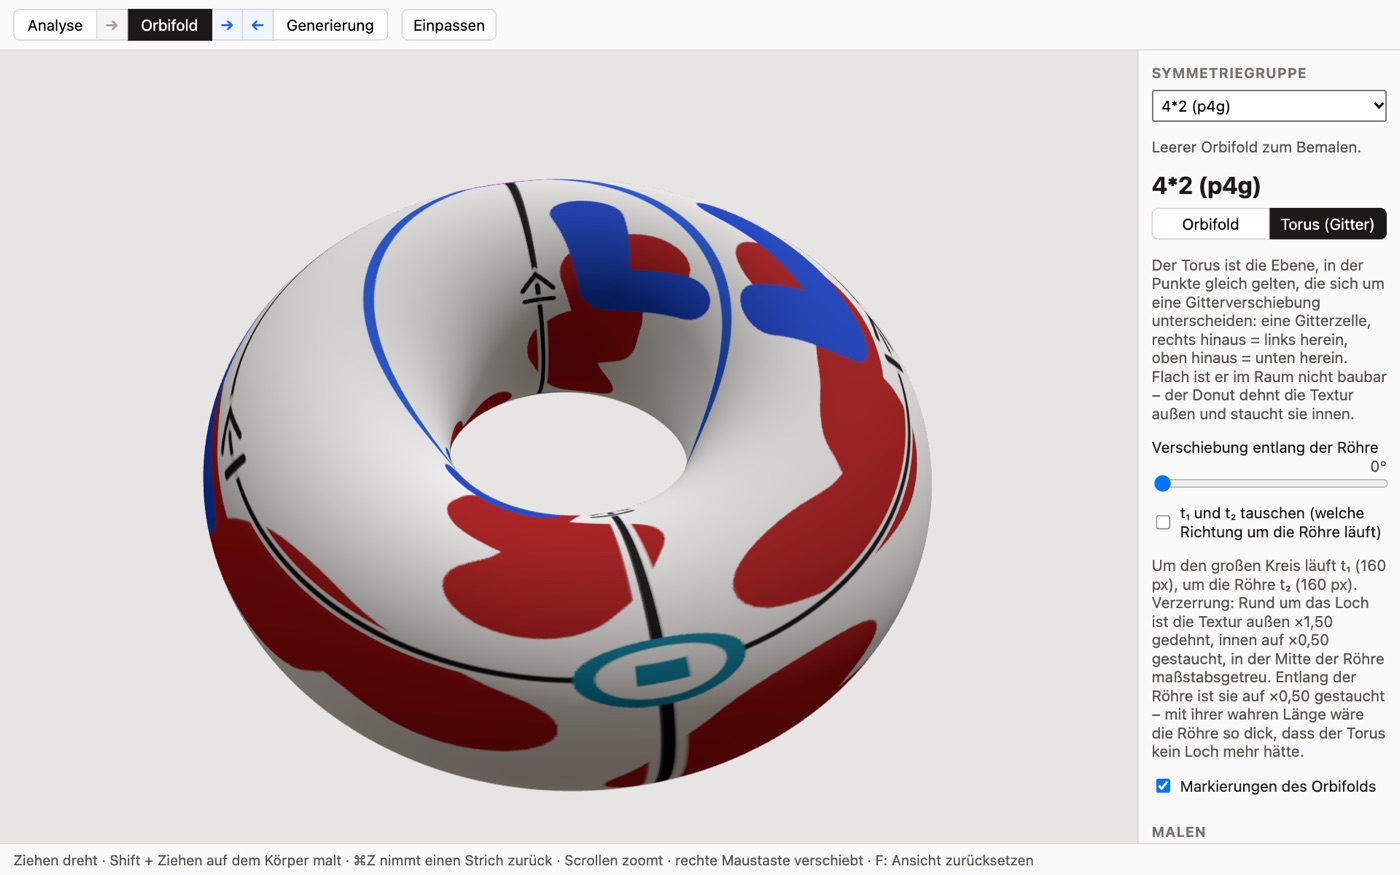 Analyse → Orbifold → ← Generierung Einpassen
SYMMETRIEGRUPPE
4*2 (p4g)
Leerer Orbifold zum Bemalen.
4*2 (p4g)
Orbifold Torus (Gitter)
Der Torus ist die Ebene, in der
Punkte gleich gelten, die sich um
eine Gitterverschiebung
unterscheiden: eine Gitterzelle,
rechts hinaus = links herein,
oben hinaus = unten herein.
Flach ist er im Raum nicht baubar
– der Donut dehnt die Textur
außen und staucht sie innen.
Verschiebung entlang der Röhre
0°
t₁ und t₂ tauschen (welche
Richtung um die Röhre läuft)
Um den großen Kreis läuft t₁ (160
px), um die Röhre t₂ (160 px).
Verzerrung: Rund um das Loch
ist die Textur außen ×1,50
gedehnt, innen auf ×0,50
gestaucht, in der Mitte der Röhre
maßstabsgetreu. Entlang der
Röhre ist sie auf ×0,50 gestaucht
– mit ihrer wahren Länge wäre
die Röhre so dick, dass der Torus
kein Loch mehr hätte.
Markierungen des Orbifolds
MALEN
Ziehen dreht · Shift + Ziehen auf dem Körper malt · ⌘Z nimmt einen Strich zurück · Scrollen zoomt · rechte Maustaste verschiebt · F: Ansicht zurücksetzen